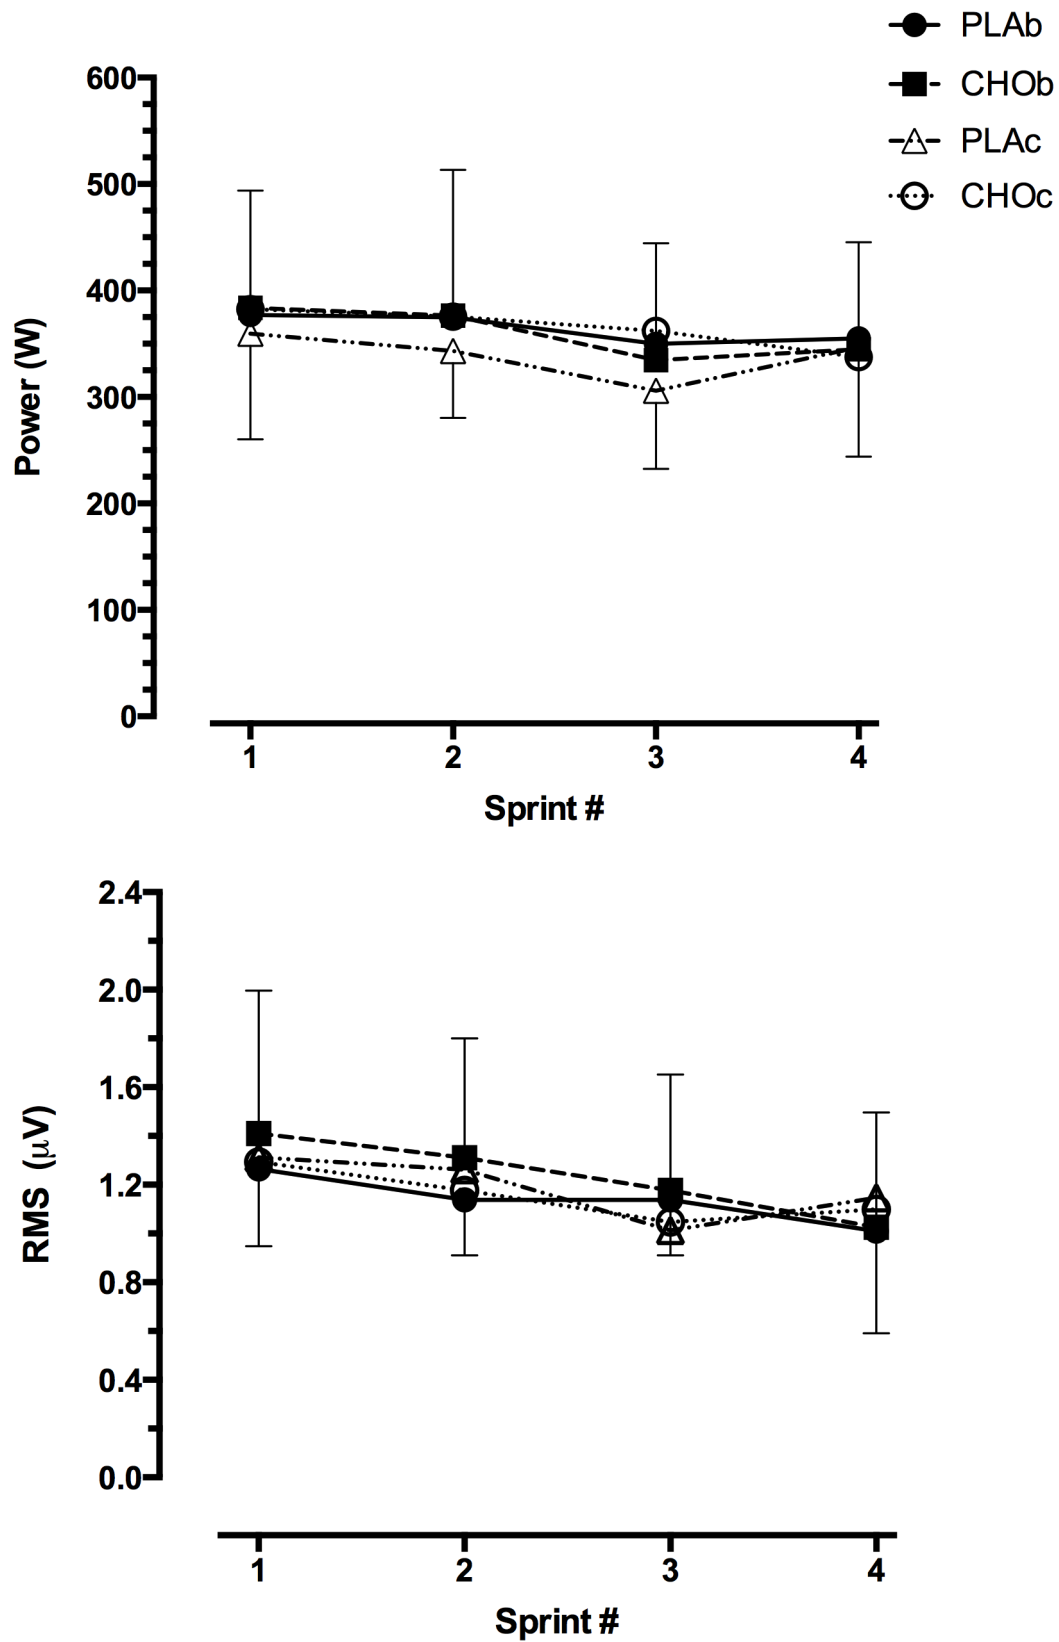 PLAb
CHOb
PLAc
CHOc
600
500
400
300
200
100
0
Power (W)
1 2 3 4
Sprint #
2.4
2.0
1.6
1.2
0.8
0.4
0.0
RMS (μV)
1 2 3 4
Sprint #